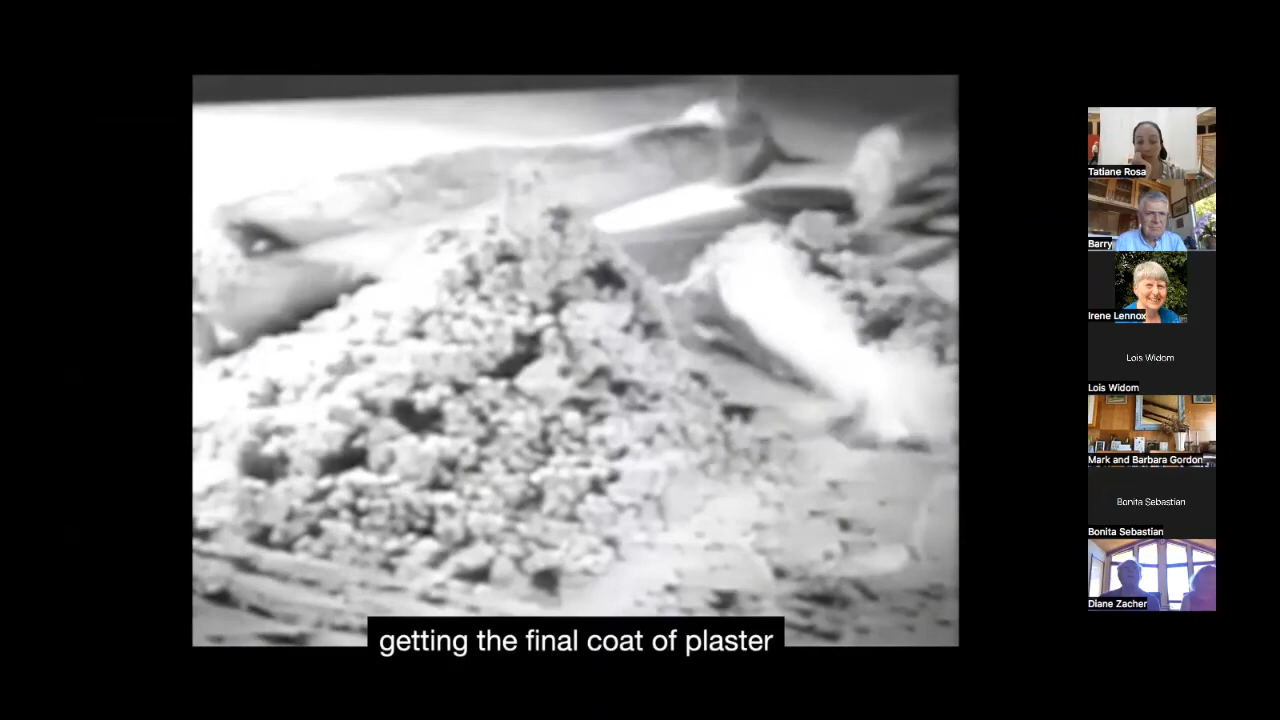 getting the final coat of plaster
Tatiane Rosa
Barry
Irene Lennox
Lois Widom
Lois Widom
Mark and Barbara Gordon
Bonita Sebastian
Bonita Sebastian
Diane Zacher